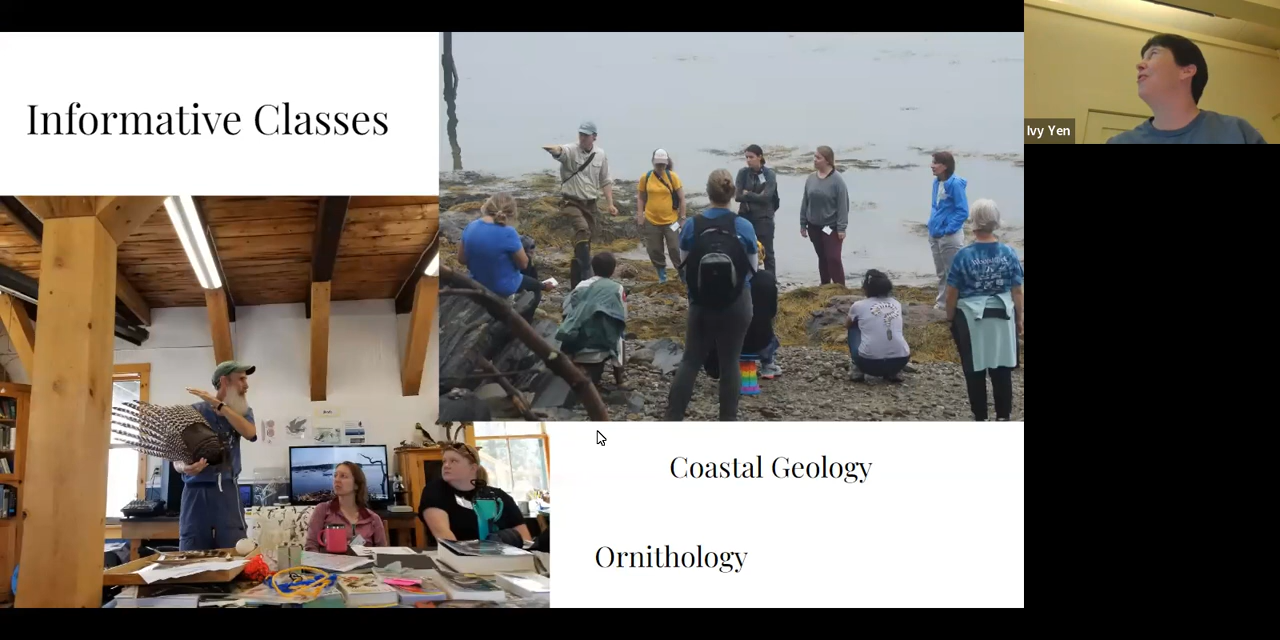 Informative Classes
Ivy Yen
Coastal Geology
Ornithology